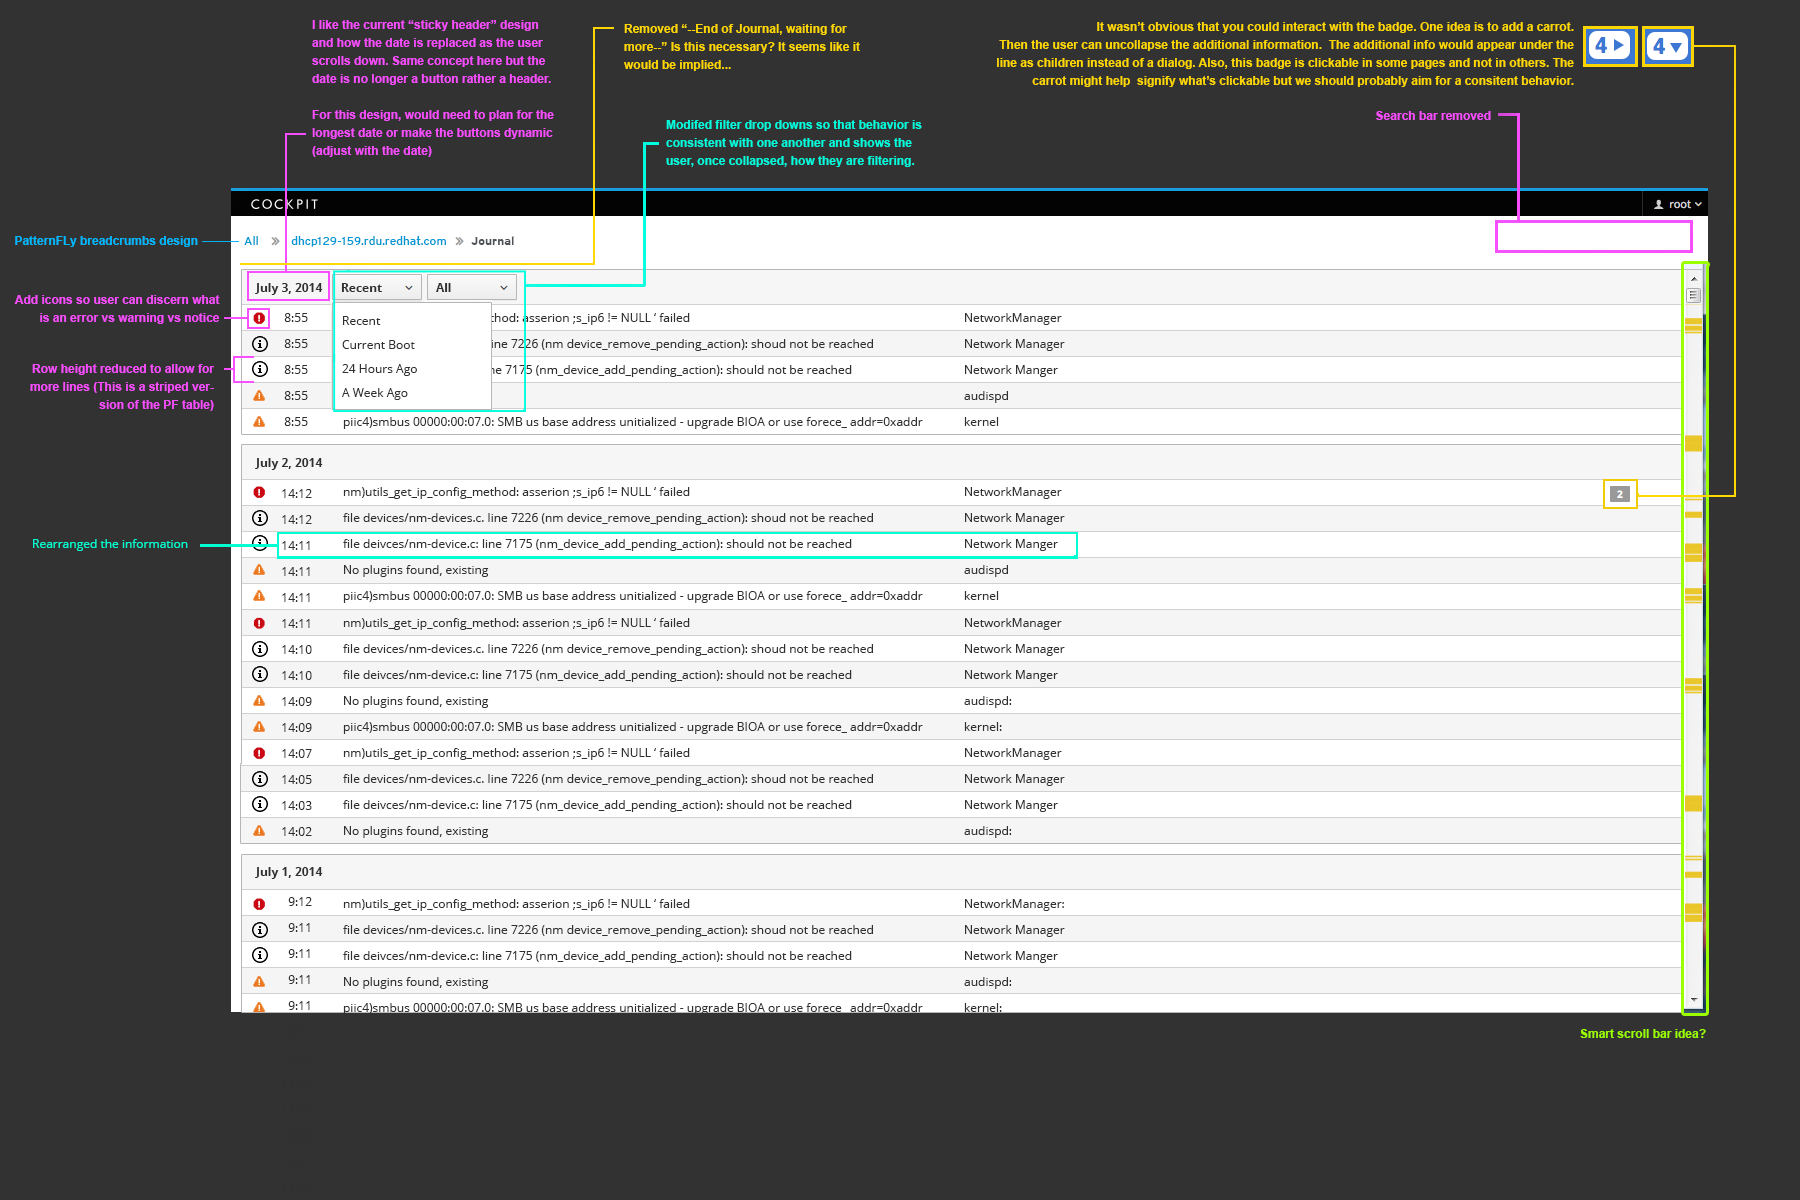 I like the current “sticky header” design
and how the date is replaced as the user
scrolls down. Same concept here but the
date is no longer a button rather a header.
For this design, would need to plan for the
longest date or make the buttons dynamic
(adjust with the date)
Removed “--End of Journal, waiting for
more--” Is this necessary? It seems like it
would be implied...
Modifed filter drop downs so that behavior is
consistent with one another and shows the
user, once collapsed, how they are filtering.
It wasn’t obvious that you could interact with the badge. One idea is to add a carrot.
Then the user can uncollapse the additional information. The additional info would appear under the
line as children instead of a dialog. Also, this badge is clickable in some pages and not in others. The
carrot might help signify what’s clickable but we should probably aim for a consitent behavior.
4 4
Search bar removed
COCKPIT root
PatternFLy breadcrumbs design
All » dhcp129-159.rdu.redhat.com » Journal
Add icons so user can discern what
is an error vs warning vs notice
Row height reduced to allow for
more lines (This is a striped ver-
sion of the PF table)
Rearranged the information
July 3, 2014 Recent All
Recent
Current Boot
24 Hours Ago
A Week Ago
8:55 thod: asserion ;s_ip6 != NULL ‘ failed NetworkManager
8:55 ine 7226 (nm device_remove_pending_action): shoud not be reached Network Manager
8:55 ne 7175 (nm_device_add_pending_action): should not be reached Network Manger
8:55 audispd
8:55 piic4)smbus 00000:00:07.0: SMB us base address unitialized - upgrade BIOA or use forece_ addr=0xaddr kernel
July 2, 2014
14:12 nm)utils_get_ip_config_method: asserion ;s_ip6 != NULL ‘ failed NetworkManager 2
14:12 file devices/nm-devices.c. line 7226 (nm device_remove_pending_action): shoud not be reached Network Manager
14:11 file deivces/nm-device.c: line 7175 (nm_device_add_pending_action): should not be reached Network Manger
14:11 No plugins found, existing audispd
14:11 piic4)smbus 00000:00:07.0: SMB us base address unitialized - upgrade BIOA or use forece_ addr=0xaddr kernel
14:11 nm)utils_get_ip_config_method: asserion ;s_ip6 != NULL ‘ failed NetworkManager
14:10 file devices/nm-devices.c. line 7226 (nm device_remove_pending_action): shoud not be reached Network Manager
14:10 file deivces/nm-device.c: line 7175 (nm_device_add_pending_action): should not be reached Network Manger
14:09 No plugins found, existing audispd:
14:09 piic4)smbus 00000:00:07.0: SMB us base address unitialized - upgrade BIOA or use forece_ addr=0xaddr kernel:
14:07 nm)utils_get_ip_config_method: asserion ;s_ip6 != NULL ‘ failed NetworkManager
14:05 file devices/nm-devices.c. line 7226 (nm device_remove_pending_action): shoud not be reached Network Manager
14:03 file deivces/nm-device.c: line 7175 (nm_device_add_pending_action): should not be reached Network Manger
14:02 No plugins found, existing audispd:
July 1, 2014
9:12 nm)utils_get_ip_config_method: asserion ;s_ip6 != NULL ‘ failed NetworkManager:
9:11 file devices/nm-devices.c. line 7226 (nm device_remove_pending_action): shoud not be reached Network Manager
9:11 file deivces/nm-device.c: line 7175 (nm_device_add_pending_action): should not be reached Network Manger
9:11 No plugins found, existing audispd:
9:11 piic4)smbus 00000:00:07.0: SMB us base address unitialized - upgrade BIOA or use forece_ addr=0xaddr kernel:
Smart scroll bar idea?